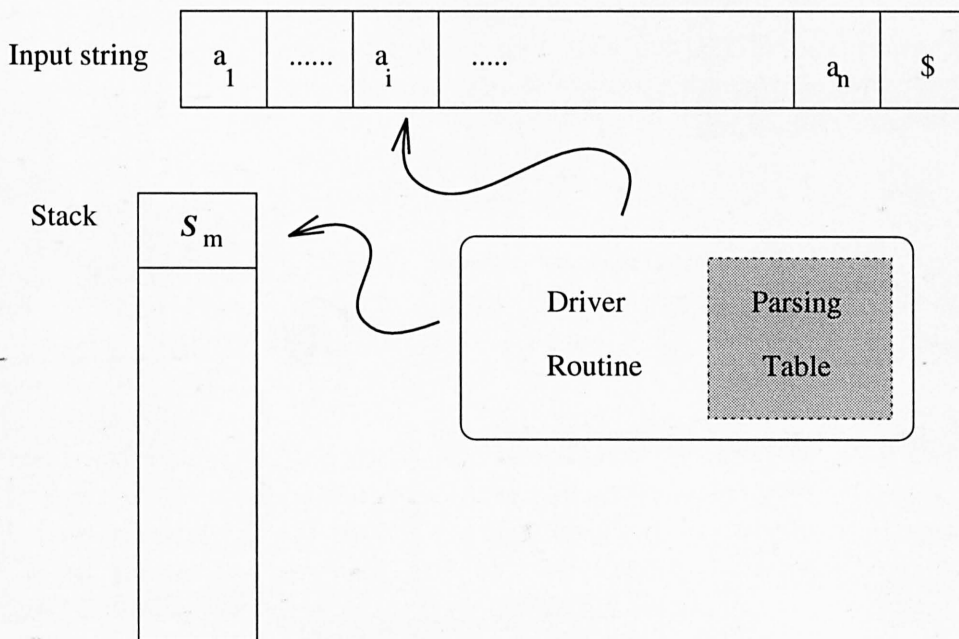 Input string a1 ...... ai ..... an $
Stack
Sm
Driver Parsing
Routine Table